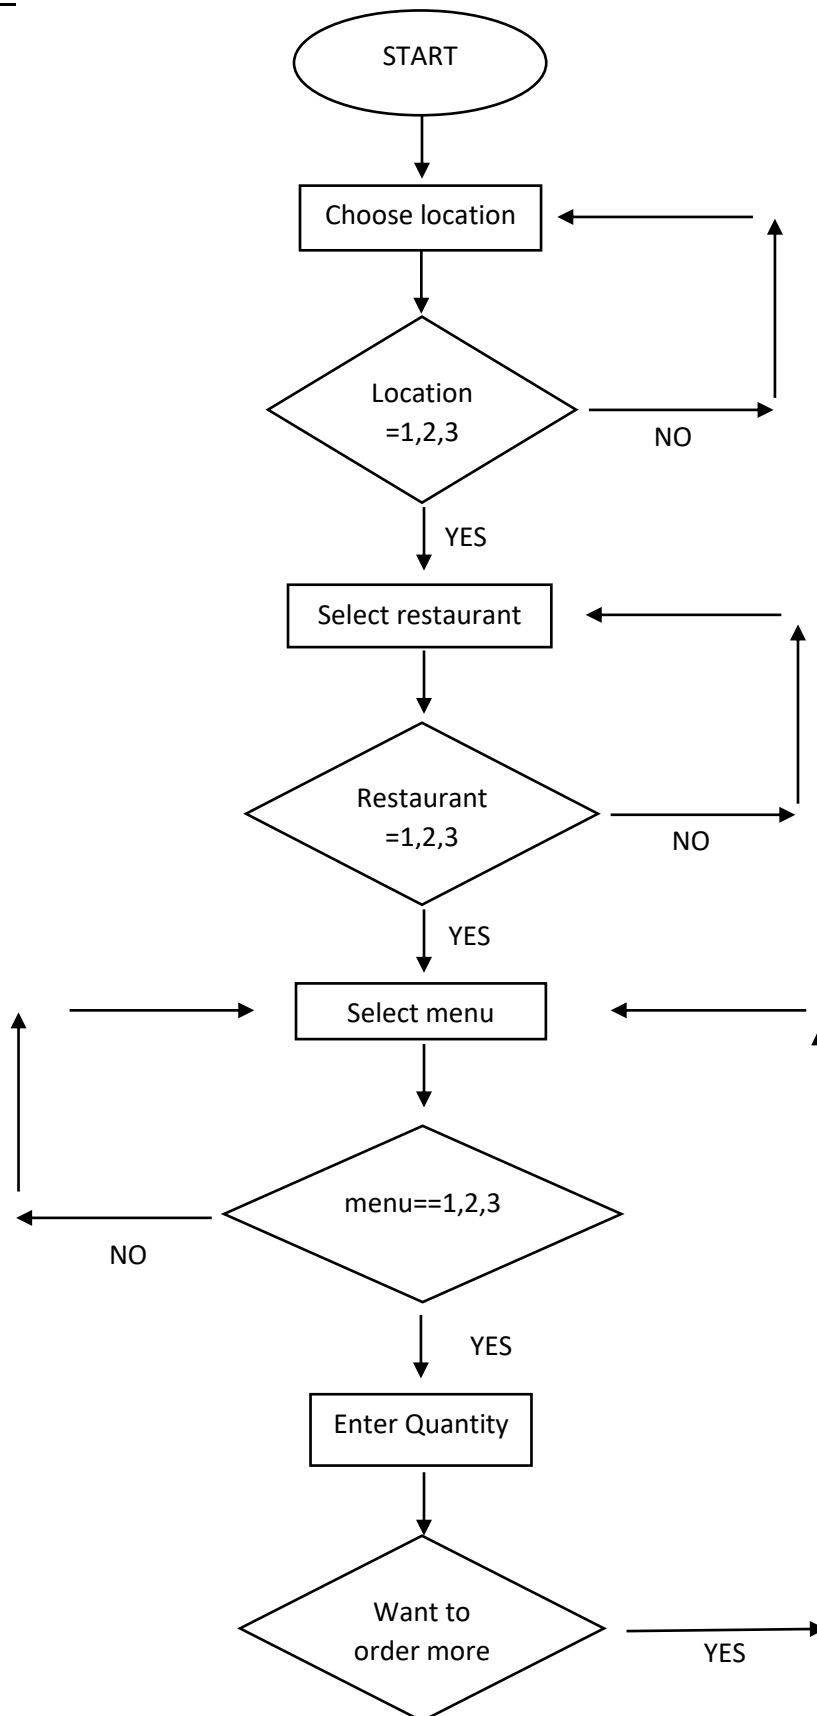 START
Choose location
Location
=1,2,3
NO
YES
Select restaurant
Restaurant
=1,2,3
NO
YES
Select menu
menu==1,2,3
NO
YES
Enter Quantity
Want to
order more
YES